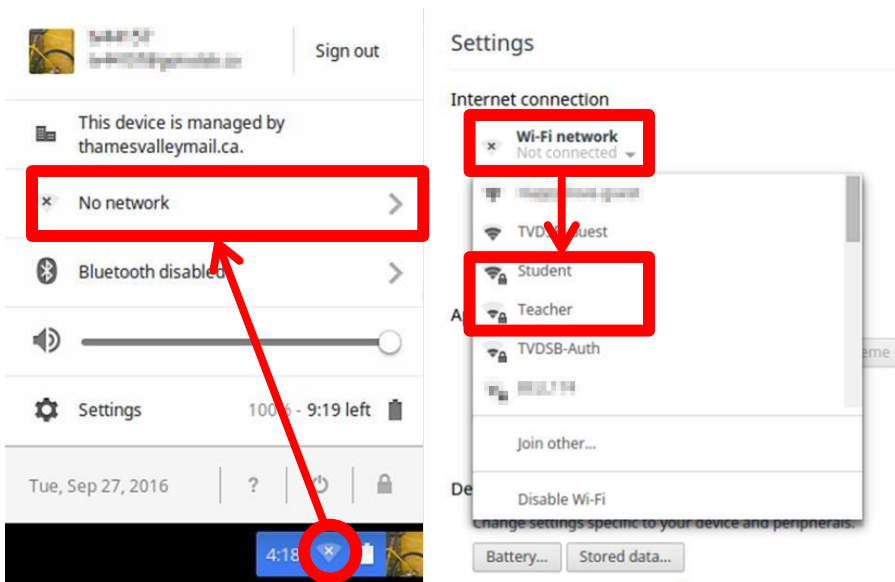 Sign out
This device is managed by
thamesvalleymail.ca.
No network
Bluetooth disabled
Settings
100% - 9:19 left
Tue, Sep 27, 2016
?
4:18
Settings
Internet connection
Wi-Fi network
Not connected
TVDSB-Guest
Student
Teacher
TVDSB-Auth
Join other...
De
Disable Wi-Fi
Change settings specific to your device and peripherals.
Battery...
Stored data...